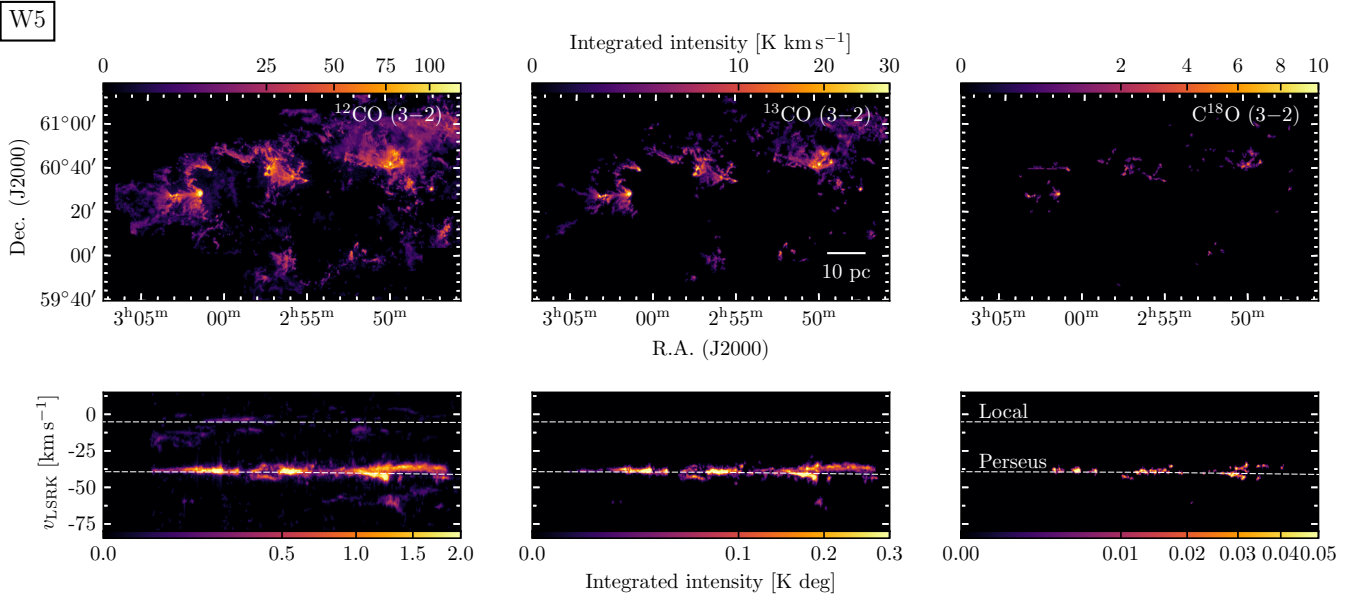 W5
Integrated intensity [K km s⁻¹]
0 25 50 75 100
0 10 20 30
0 2 4 6 8 10
¹²CO (3−2)
¹³CO (3−2)
C¹⁸O (3−2)
61°00′
60°40′
20′
00′
59°40′
Dec. (J2000)
10 pc
3ʰ05ᵐ 00ᵐ 2ʰ55ᵐ 50ᵐ
3ʰ05ᵐ 00ᵐ 2ʰ55ᵐ 50ᵐ
3ʰ05ᵐ 00ᵐ 2ʰ55ᵐ 50ᵐ
R.A. (J2000)
0
-25
-50
-75
v_LSRK [km s⁻¹]
Local
Perseus
0.0 0.5 1.0 1.5 2.0
0.0 0.1 0.2 0.3
0.00 0.01 0.02 0.03 0.04 0.05
Integrated intensity [K deg]